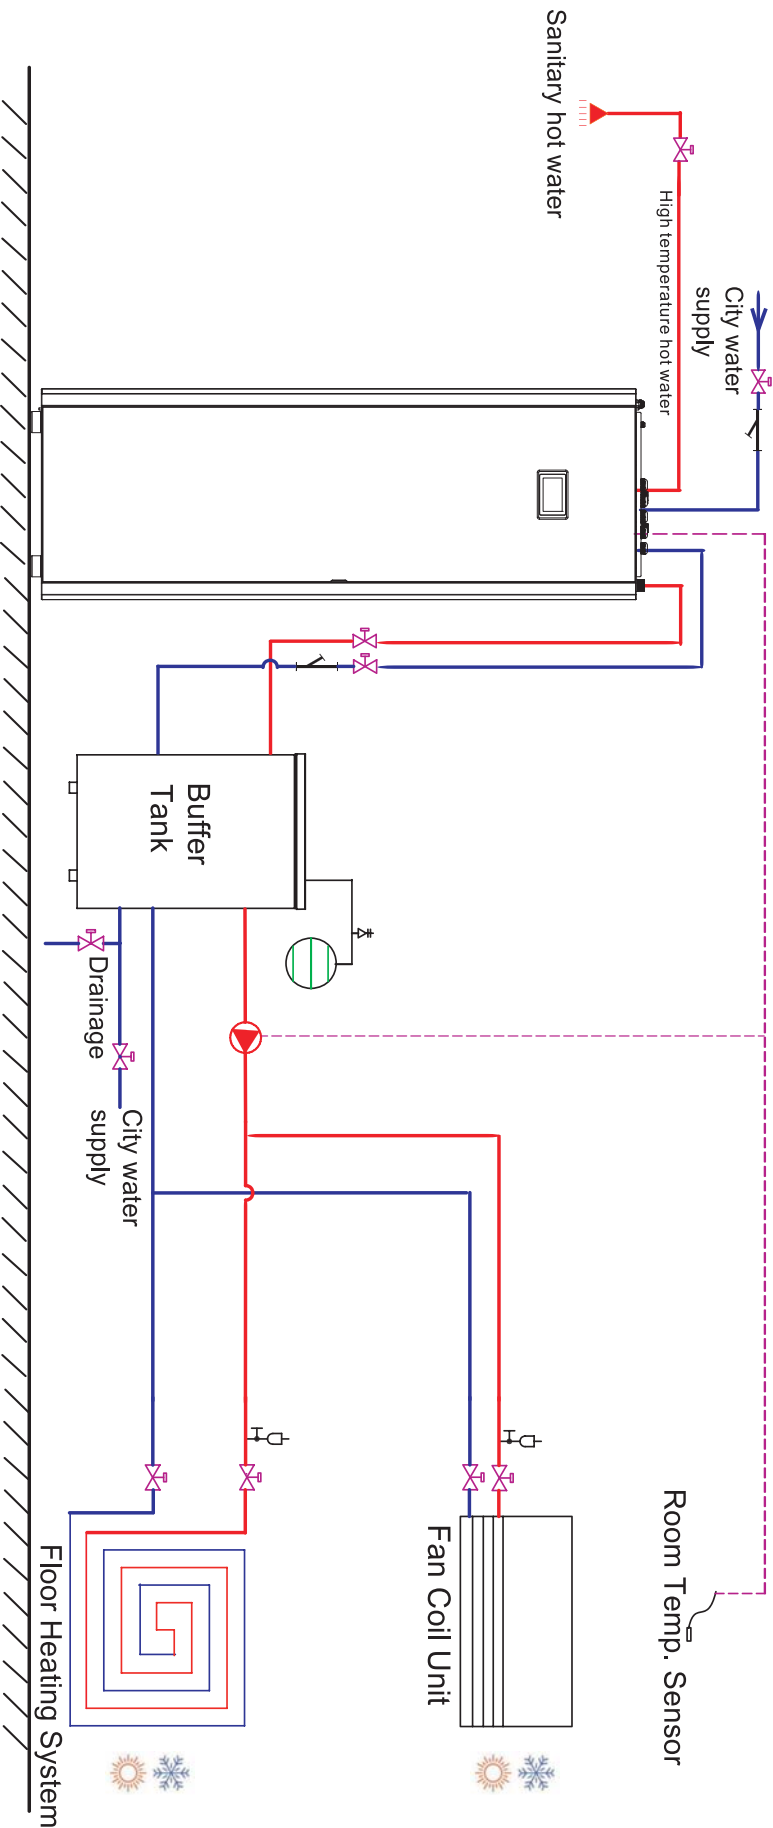 Sanitary hot water
High temperature hot water
City water
supply
Buffer
Tank
Drainage
City water
supply
Fan Coil Unit
Floor Heating System
Room Temp. Sensor